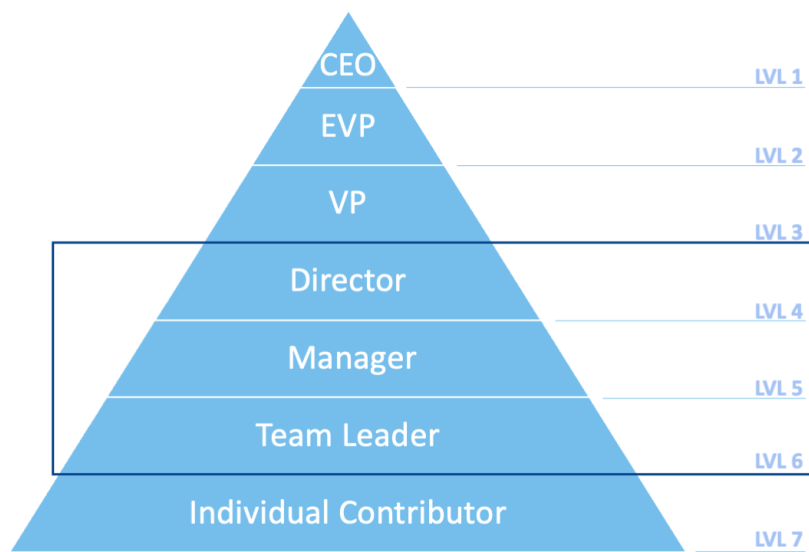 CEO
LVL 1
EVP
LVL 2
VP
LVL 3
Director
LVL 4
Manager
LVL 5
Team Leader
LVL 6
Individual Contributor
LVL 7